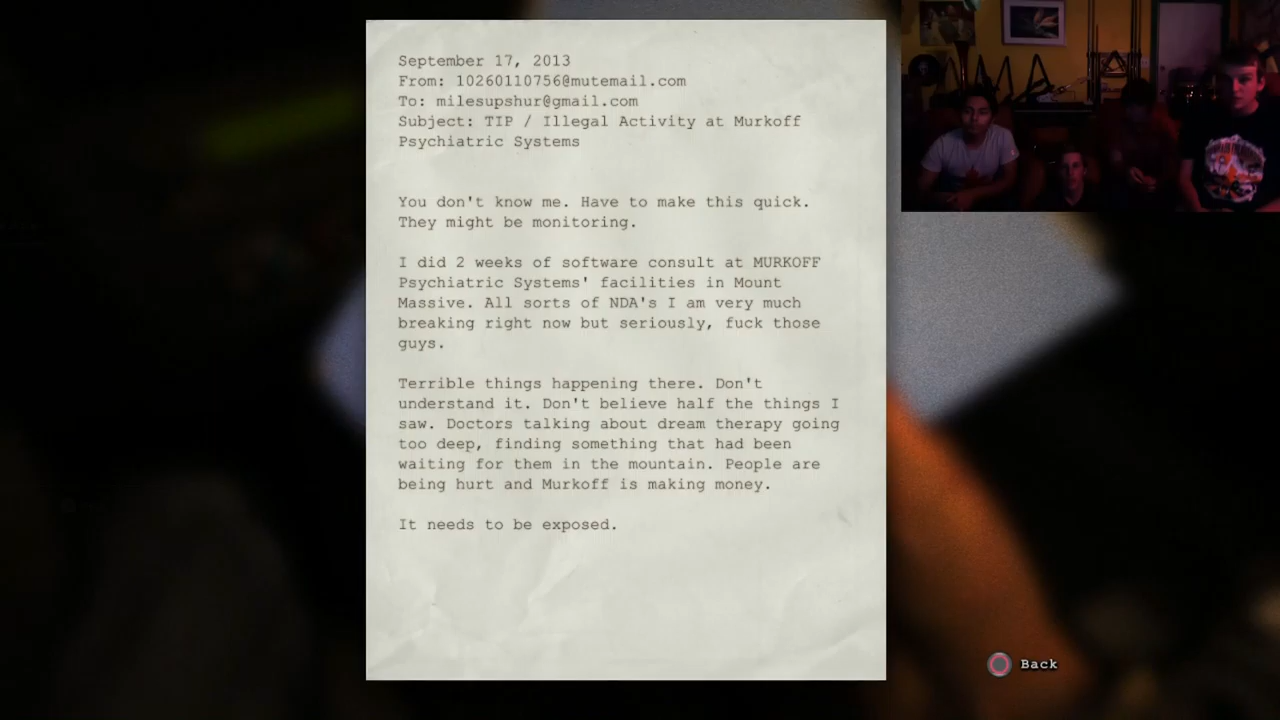 September 17, 2013
From: 10260110756@mutemail.com
To: milesupshur@gmail.com
Subject: TIP / Illegal Activity at Murkoff
Psychiatric Systems
You don't know me. Have to make this quick.
They might be monitoring.
I did 2 weeks of software consult at MURKOFF
Psychiatric Systems' facilities in Mount
Massive. All sorts of NDA's I am very much
breaking right now but seriously, fuck those
guys.
Terrible things happening there. Don't
understand it. Don't believe half the things I
saw. Doctors talking about dream therapy going
too deep, finding something that had been
waiting for them in the mountain. People are
being hurt and Murkoff is making money.
It needs to be exposed.
Back